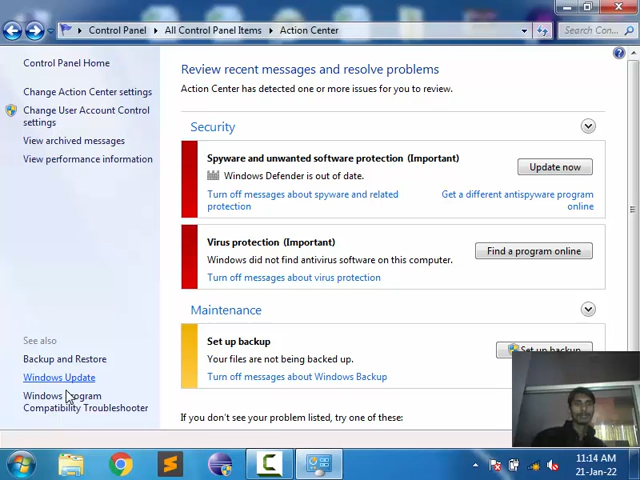 Control Panel
All Control Panel Items
Action Center
Search Con...
Control Panel Home
Change Action Center settings
Change User Account Control
settings
View archived messages
View performance information
See also
Backup and Restore
Windows Update
Windows Program
Compatibility Troubleshooter
Review recent messages and resolve problems
Action Center has detected one or more issues for you to review.
Security
Spyware and unwanted software protection (Important)
Update now
Windows Defender is out of date.
Turn off messages about spyware and related
protection
Get a different antispyware program
online
Virus protection (Important)
Find a program online
Windows did not find antivirus software on this computer.
Turn off messages about virus protection
Maintenance
Set up backup
Set up backup
Your files are not being backed up.
Turn off messages about Windows Backup
If you don't see your problem listed, try one of these:
11:14 AM
21-Jan-22